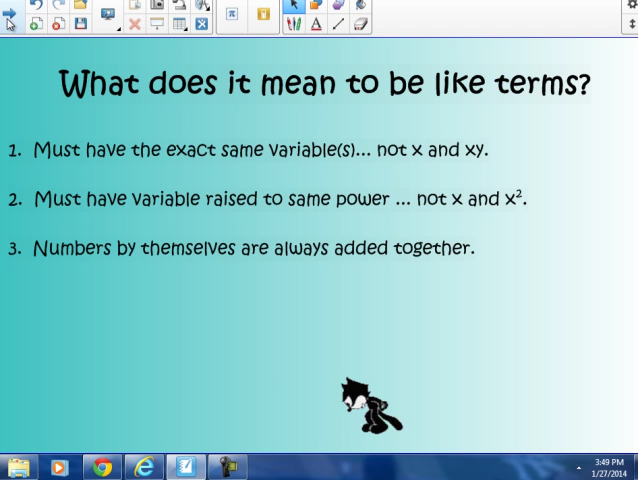 What does it mean to be like terms?
1. Must have the exact same variable(s)... not x and xy.
2. Must have variable raised to same power ... not x and x².
3. Numbers by themselves are always added together.
3:49 PM
1/27/2014